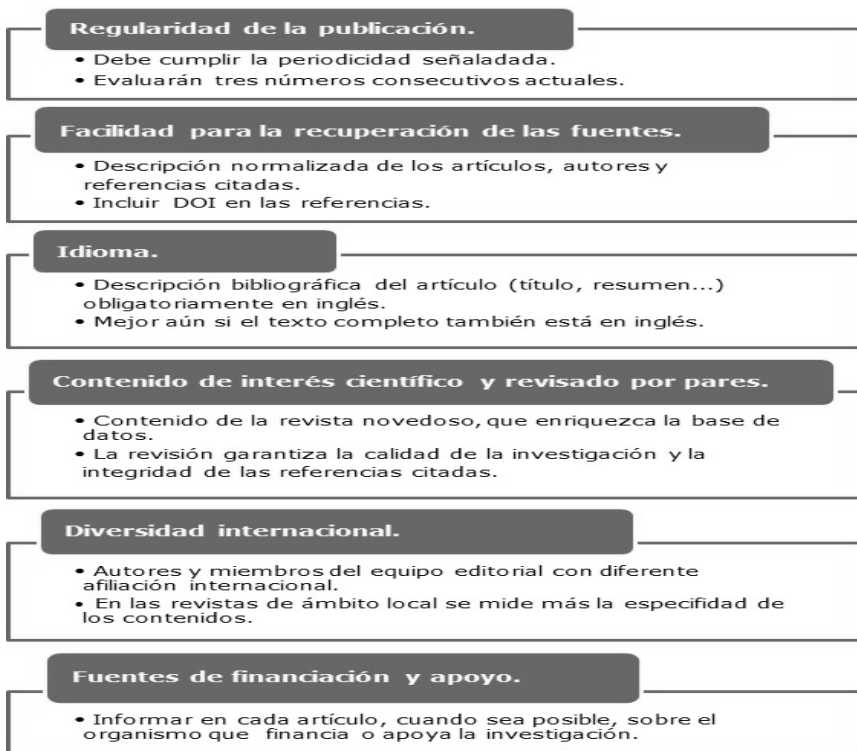 Regularidad de la publicación.
• Debe cumplir la periodicidad señaladada.
• Evaluarán tres números consecutivos actuales.
Facilidad para la recuperación de las fuentes.
• Descripción normalizada de los artículos, autores y
referencias citadas.
• Incluir DOI en las referencias.
Idioma.
• Descripción bibliográfica del artículo (título, resumen...)
obligatoriamente en inglés.
• Mejor aún si el texto completo también está en inglés.
Contenido de interés científico y revisado por pares.
• Contenido de la revista novedoso, que enriquezca la base de
datos.
• La revisión garantiza la calidad de la investigación y la
integridad de las referencias citadas.
Diversidad internacional.
• Autores y miembros del equipo editorial con diferente
afiliación internacional.
• En las revistas de ámbito local se mide más la especifidad de
los contenidos.
Fuentes de financiación y apoyo.
• Informar en cada artículo, cuando sea posible, sobre el
organismo que financia o apoya la investigación.